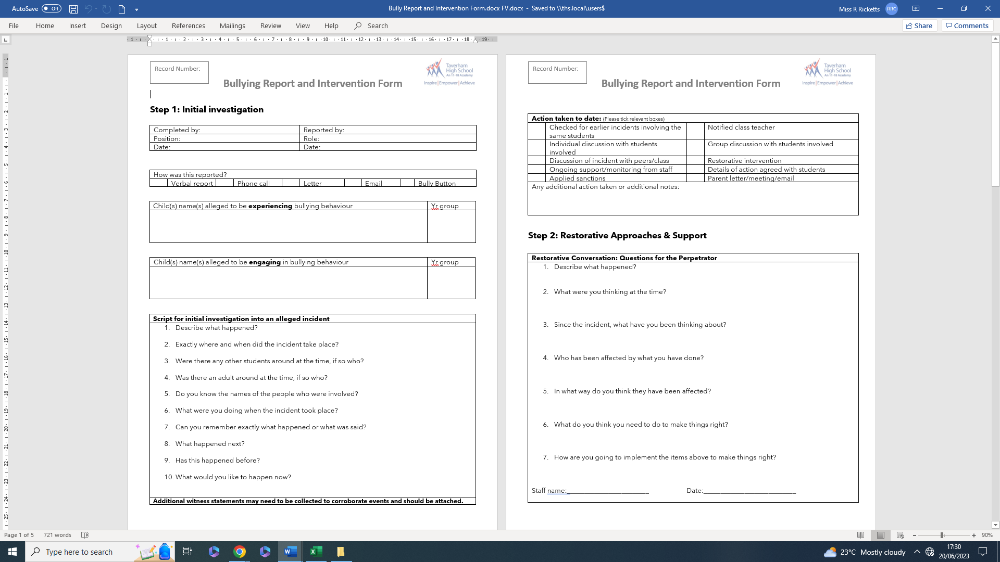 AutoSave Off
Bully Report and Intervention Form.docx FV.docx - Saved to \\ths.local\users$
Miss R Ricketts RRC
File Home Insert Design Layout References Mailings Review View Help Search
Share Comments
Record Number:
Taverham
High School
An 11-18 Academy
Inspire|Empower|Achieve
Bullying Report and Intervention Form
Step 1: Initial investigation
Completed by: Reported by:
Position: Role:
Date: Date:
How was this reported?
Verbal report Phone call Letter Email Bully Button
Child(s) name(s) alleged to be experiencing bullying behaviour Yr group
Child(s) name(s) alleged to be engaging in bullying behaviour Yr group
Script for initial investigation into an alleged incident
1. Describe what happened?
2. Exactly where and when did the incident take place?
3. Were there any other students around at the time, if so who?
4. Was there an adult around at the time, if so who?
5. Do you know the names of the people who were involved?
6. What were you doing when the incident took place?
7. Can you remember exactly what happened or what was said?
8. What happened next?
9. Has this happened before?
10. What would you like to happen now?
Additional witness statements may need to be collected to corroborate events and should be attached.
Record Number:
Taverham
High School
An 11-18 Academy
Inspire|Empower|Achieve
Bullying Report and Intervention Form
Action taken to date: (Please tick relevant boxes)
Checked for earlier incidents involving the
same students
Notified class teacher
Individual discussion with students
involved
Group discussion with students involved
Discussion of incident with peers/class Restorative intervention
Ongoing support/monitoring from staff Details of action agreed with students
Applied sanctions Parent letter/meeting/email
Any additional action taken or additional notes:
Step 2: Restorative Approaches & Support
Restorative Conversation: Questions for the Perpetrator
1. Describe what happened?
2. What were you thinking at the time?
3. Since the incident, what have you been thinking about?
4. Who has been affected by what you have done?
5. In what way do you think they have been affected?
6. What do you think you need to do to make things right?
7. How are you going to implement the items above to make things right?
Staff name:_______________________ Date:___________________________
Page 1 of 5 721 words
90%
Type here to search
23°C Mostly cloudy
17:30
20/06/2023